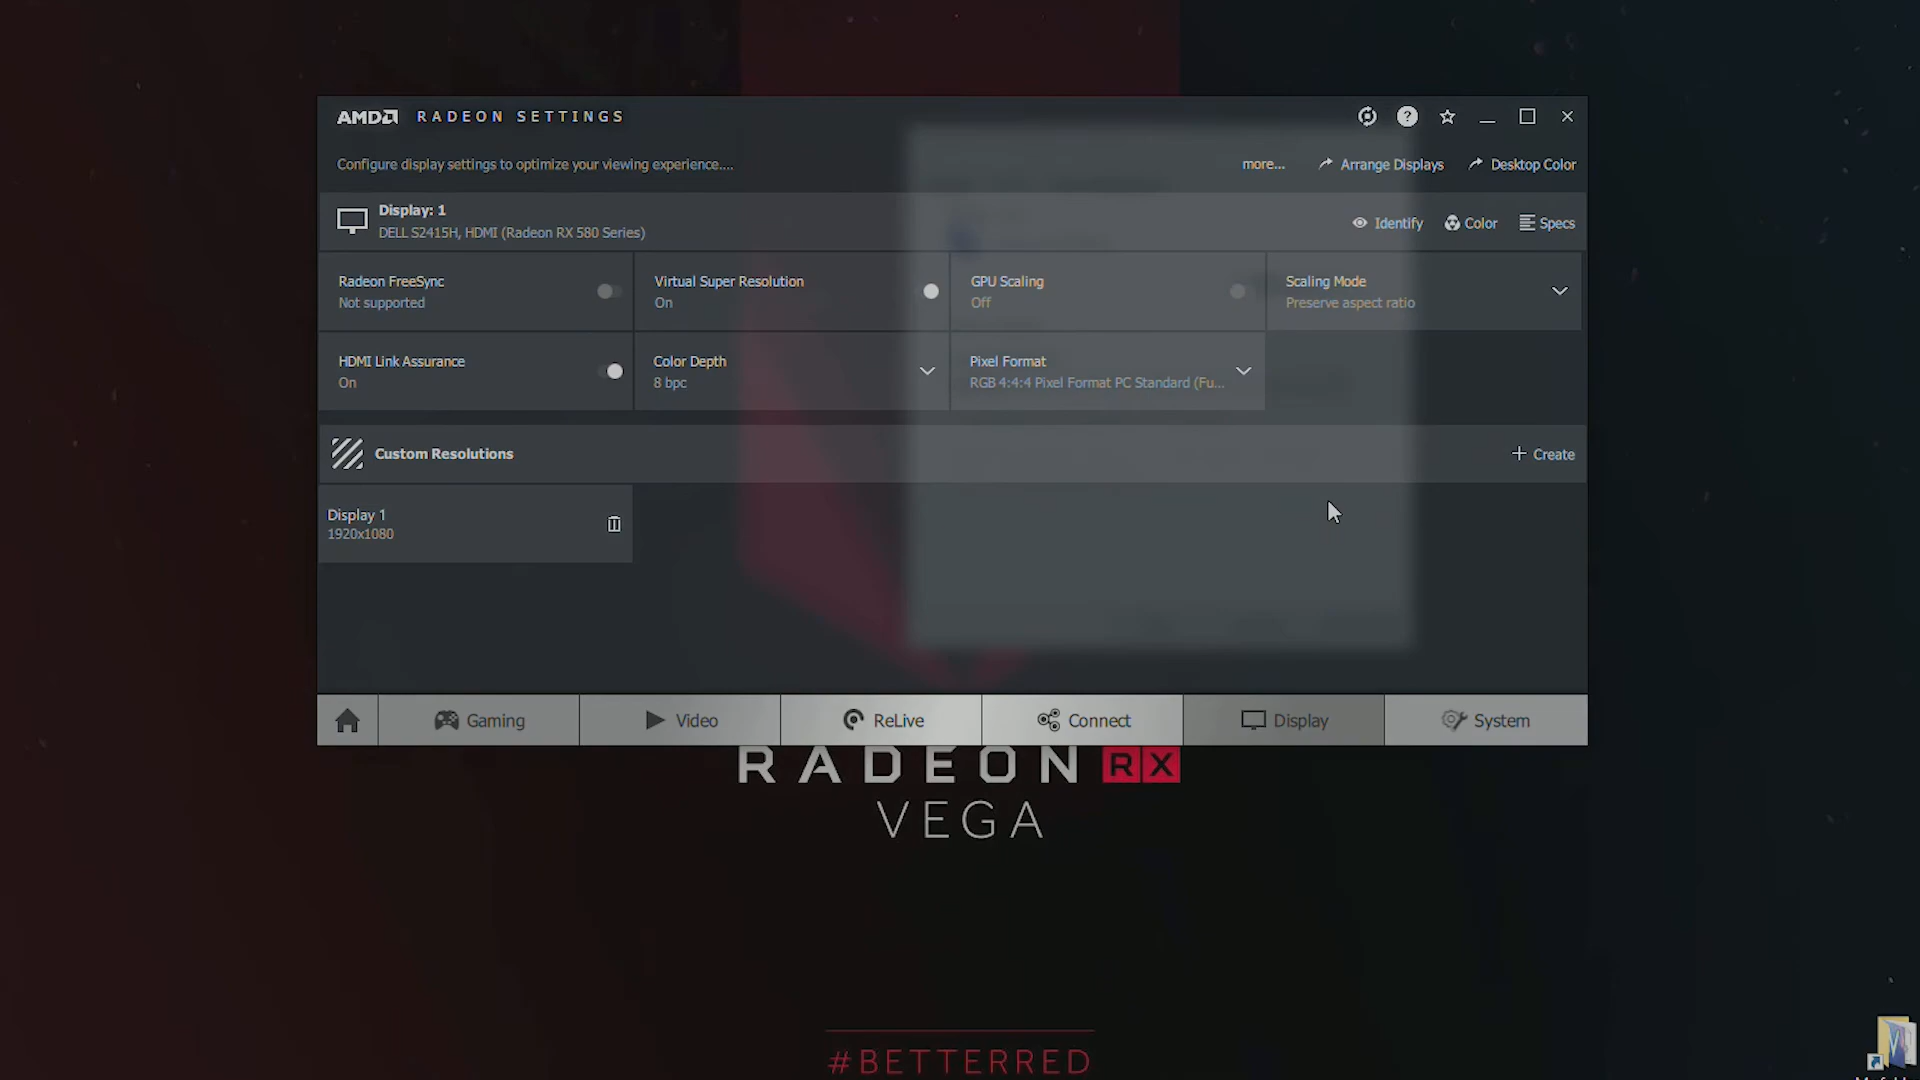 AMD RADEON SETTINGS
Configure display settings to optimize your viewing experience....
more...
Arrange Displays
Desktop Color
Display: 1
DELL S2415H, HDMI (Radeon RX 580 Series)
Identify
Color
Specs
Radeon FreeSync
Not supported
Virtual Super Resolution
On
GPU Scaling
Off
Scaling Mode
Preserve aspect ratio
HDMI Link Assurance
On
Color Depth
8 bpc
Pixel Format
RGB 4:4:4 Pixel Format PC Standard (Fu...
Custom Resolutions
Create
Display 1
1920x1080
Gaming
Video
ReLive
Connect
Display
System
RADEON RX
VEGA
#BETTERRED